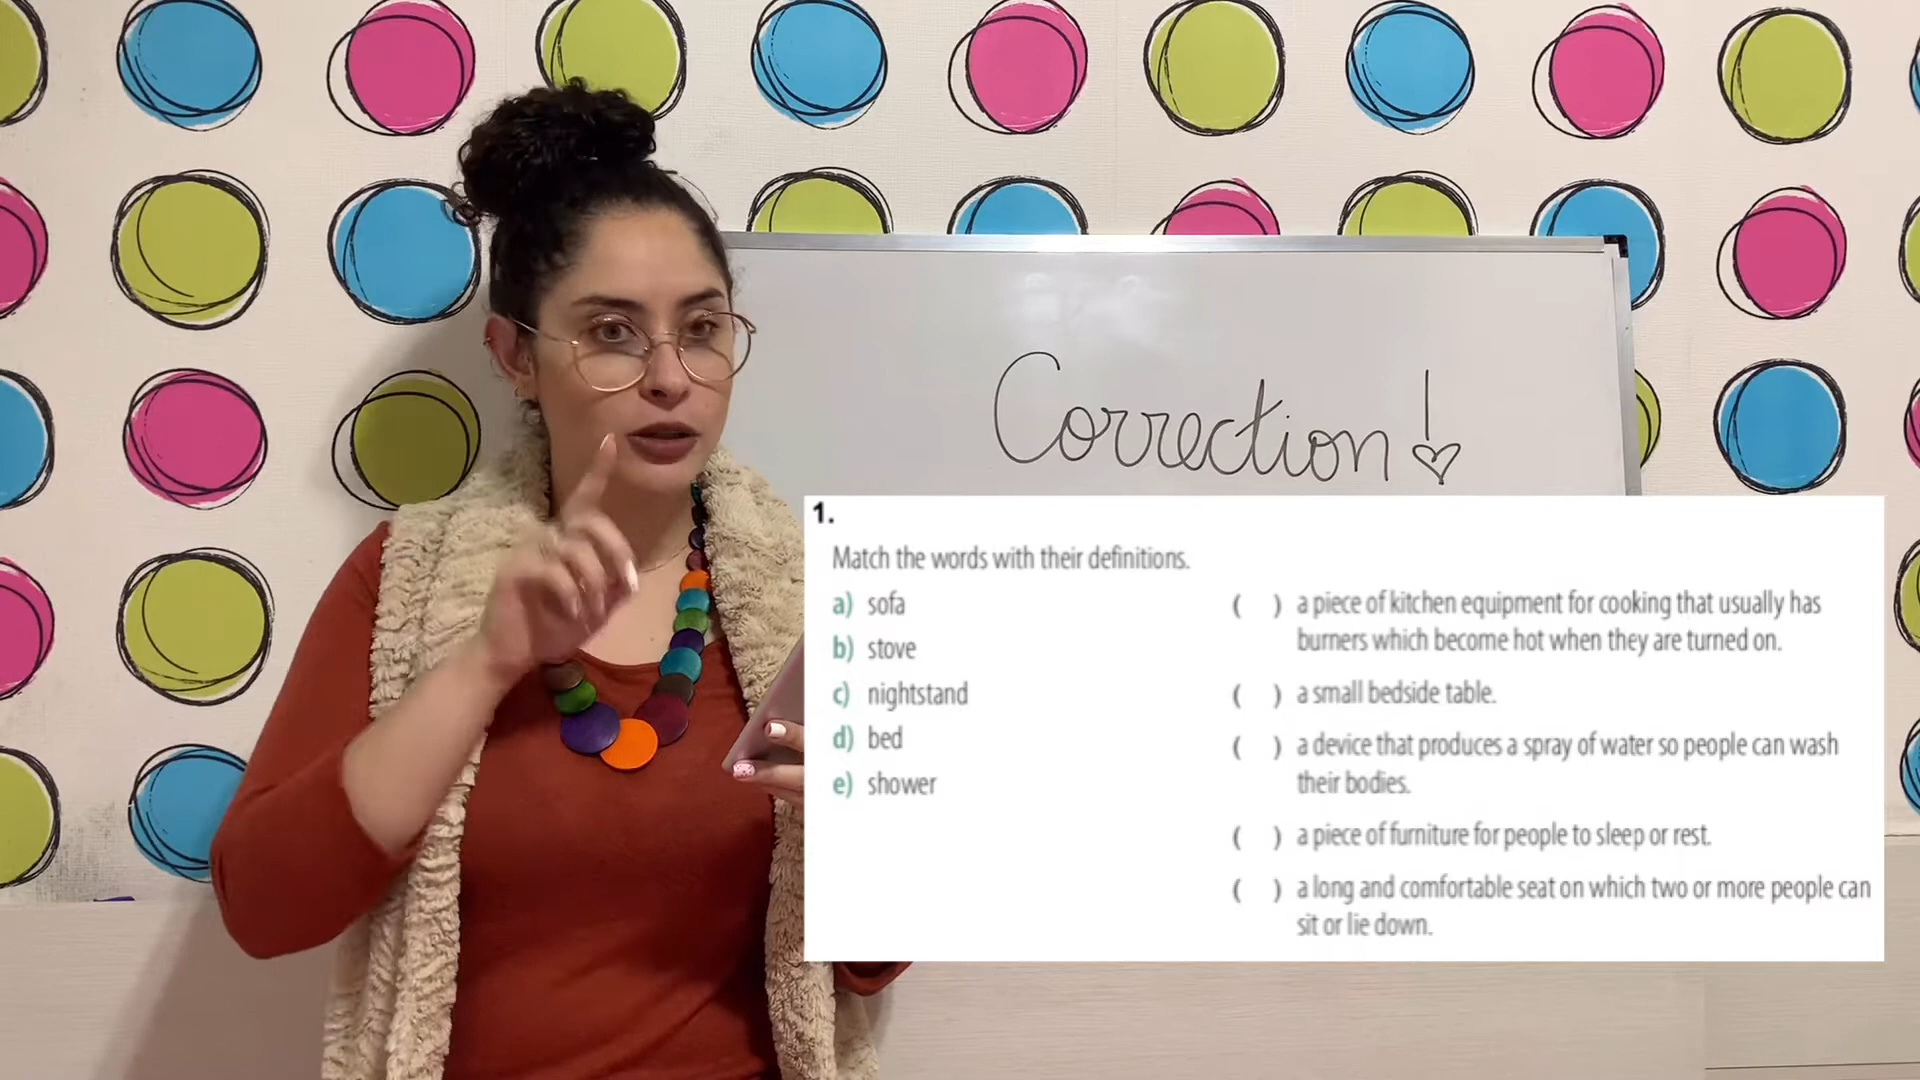 Correction!
1.
Match the words with their definitions.
a) sofa
b) stove
c) nightstand
d) bed
e) shower
( ) a piece of kitchen equipment for cooking that usually has
burners which become hot when they are turned on.
( ) a small bedside table.
( ) a device that produces a spray of water so people can wash
their bodies.
( ) a piece of furniture for people to sleep or rest.
( ) a long and comfortable seat on which two or more people can
sit or lie down.